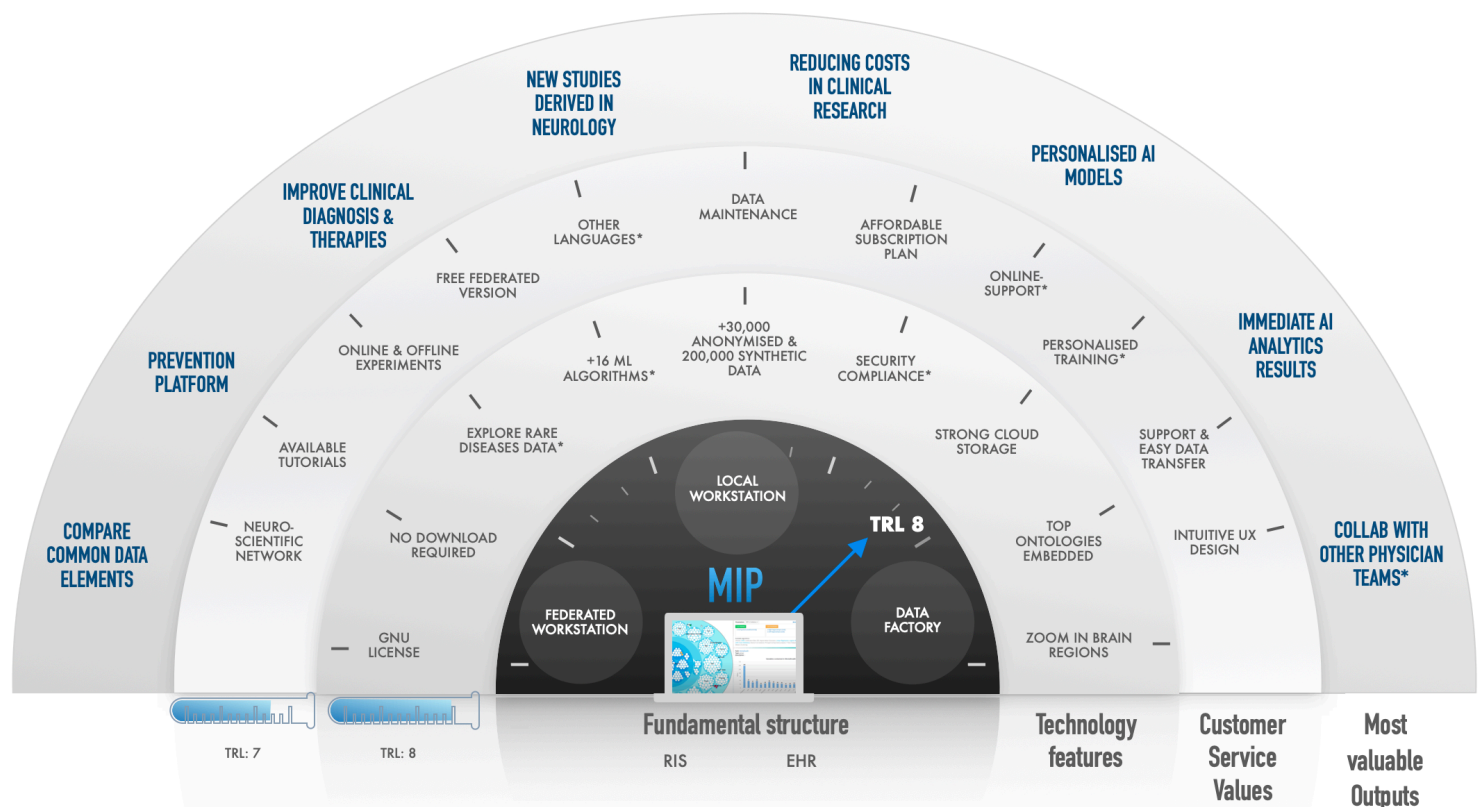 NEW STUDIES
DERIVED IN
NEUROLOGY
REDUCING COSTS
IN CLINICAL
RESEARCH
PERSONALISED AI
MODELS
IMPROVE CLINICAL
DIAGNOSIS &
THERAPIES
IMMEDIATE AI
ANALYTICS
RESULTS
PREVENTION
PLATFORM
COMPARE
COMMON DATA
ELEMENTS
COLLAB WITH
OTHER PHYSICIAN
TEAMS*
DATA
MAINTENANCE
OTHER
LANGUAGES*
AFFORDABLE
SUBSCRIPTION
PLAN
FREE FEDERATED
VERSION
ONLINE-
SUPPORT*
ONLINE & OFFLINE
EXPERIMENTS
PERSONALISED
TRAINING*
AVAILABLE
TUTORIALS
SUPPORT &
EASY DATA
TRANSFER
NEURO-
SCIENTIFIC
NETWORK
INTUITIVE UX
DESIGN
+30,000
ANONYMISED &
200,000 SYNTHETIC
DATA
+16 ML
ALGORITHMS*
SECURITY
COMPLIANCE*
EXPLORE RARE
DISEASES DATA*
STRONG CLOUD
STORAGE
NO DOWNLOAD
REQUIRED
TOP
ONTOLOGIES
EMBEDDED
GNU
LICENSE
ZOOM IN BRAIN
REGIONS
LOCAL
WORKSTATION
TRL 8
MIP
FEDERATED
WORKSTATION
DATA
FACTORY
TRL: 7
TRL: 8
Fundamental structure
RIS
EHR
Technology
features
Customer
Service
Values
Most
valuable
Outputs